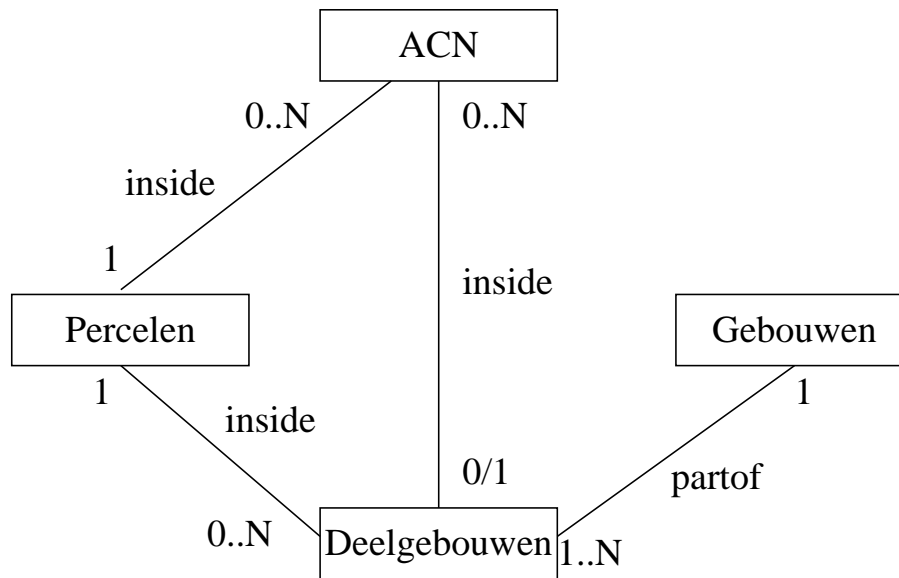 ACN
0..N
0..N
inside
1
inside
Percelen
Gebouwen
1
1
inside
0/1
partof
0..N
Deelgebouwen
1..N